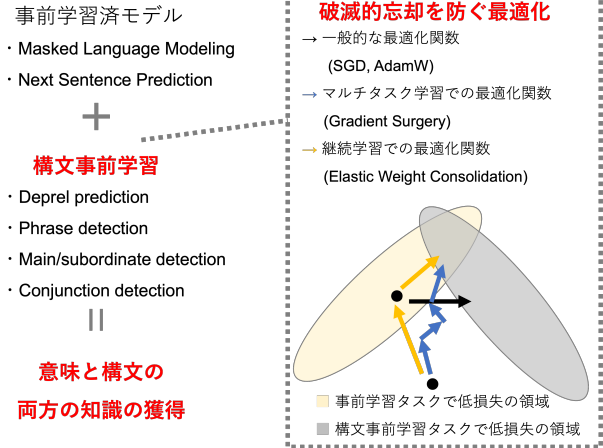 事前学習済モデル
・Masked Language Modeling
・Next Sentence Prediction
+
構文事前学習
・Deprel prediction
・Phrase detection
・Main/subordinate detection
・Conjunction detection
=
意味と構文の
両方の知識の獲得
破滅的忘却を防ぐ最適化
→一般的な最適化関数
(SGD, AdamW)
→マルチタスク学習での最適化関数
(Gradient Surgery)
→継続学習での最適化関数
(Elastic Weight Consolidation)
事前学習タスクで低損失の領域
構文事前学習タスクで低損失の領域